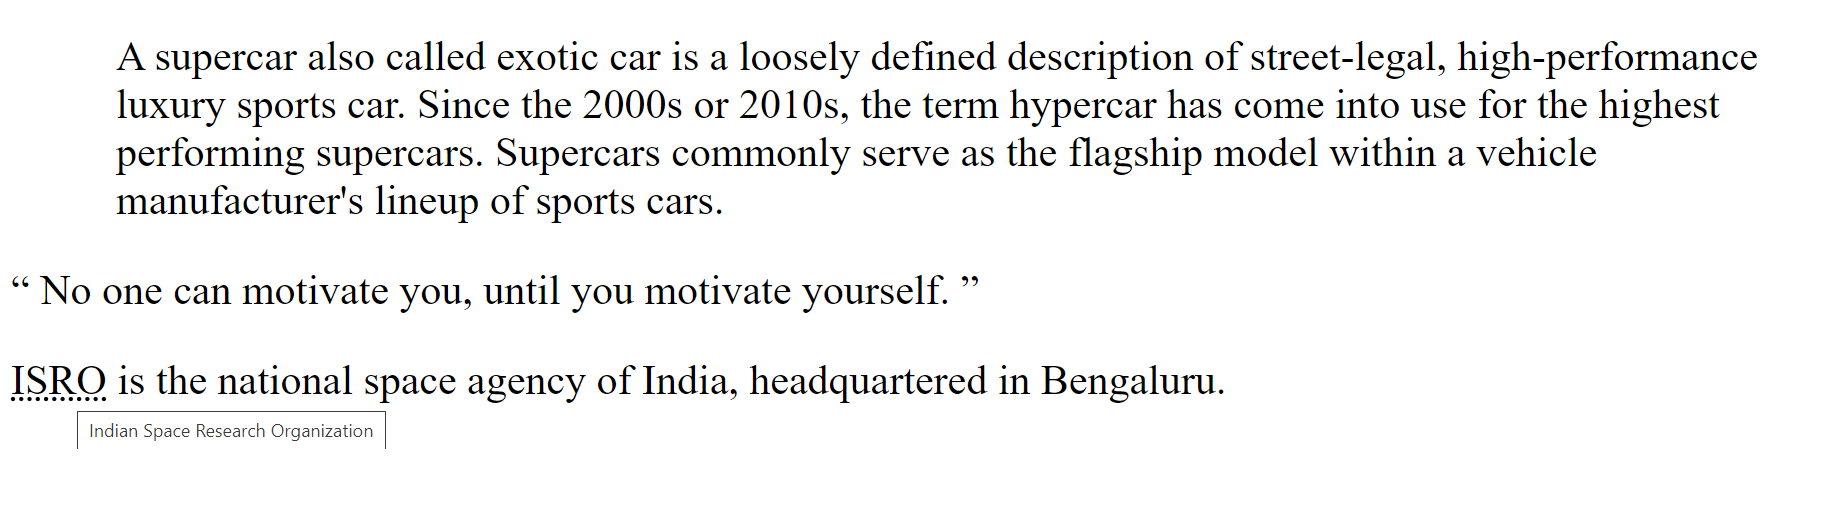 A supercar also called exotic car is a loosely defined description of street-legal, high-performance
luxury sports car. Since the 2000s or 2010s, the term hypercar has come into use for the highest
performing supercars. Supercars commonly serve as the flagship model within a vehicle
manufacturer's lineup of sports cars.
“ No one can motivate you, until you motivate yourself. ”
ISRO is the national space agency of India, headquartered in Bengaluru.
Indian Space Research Organization